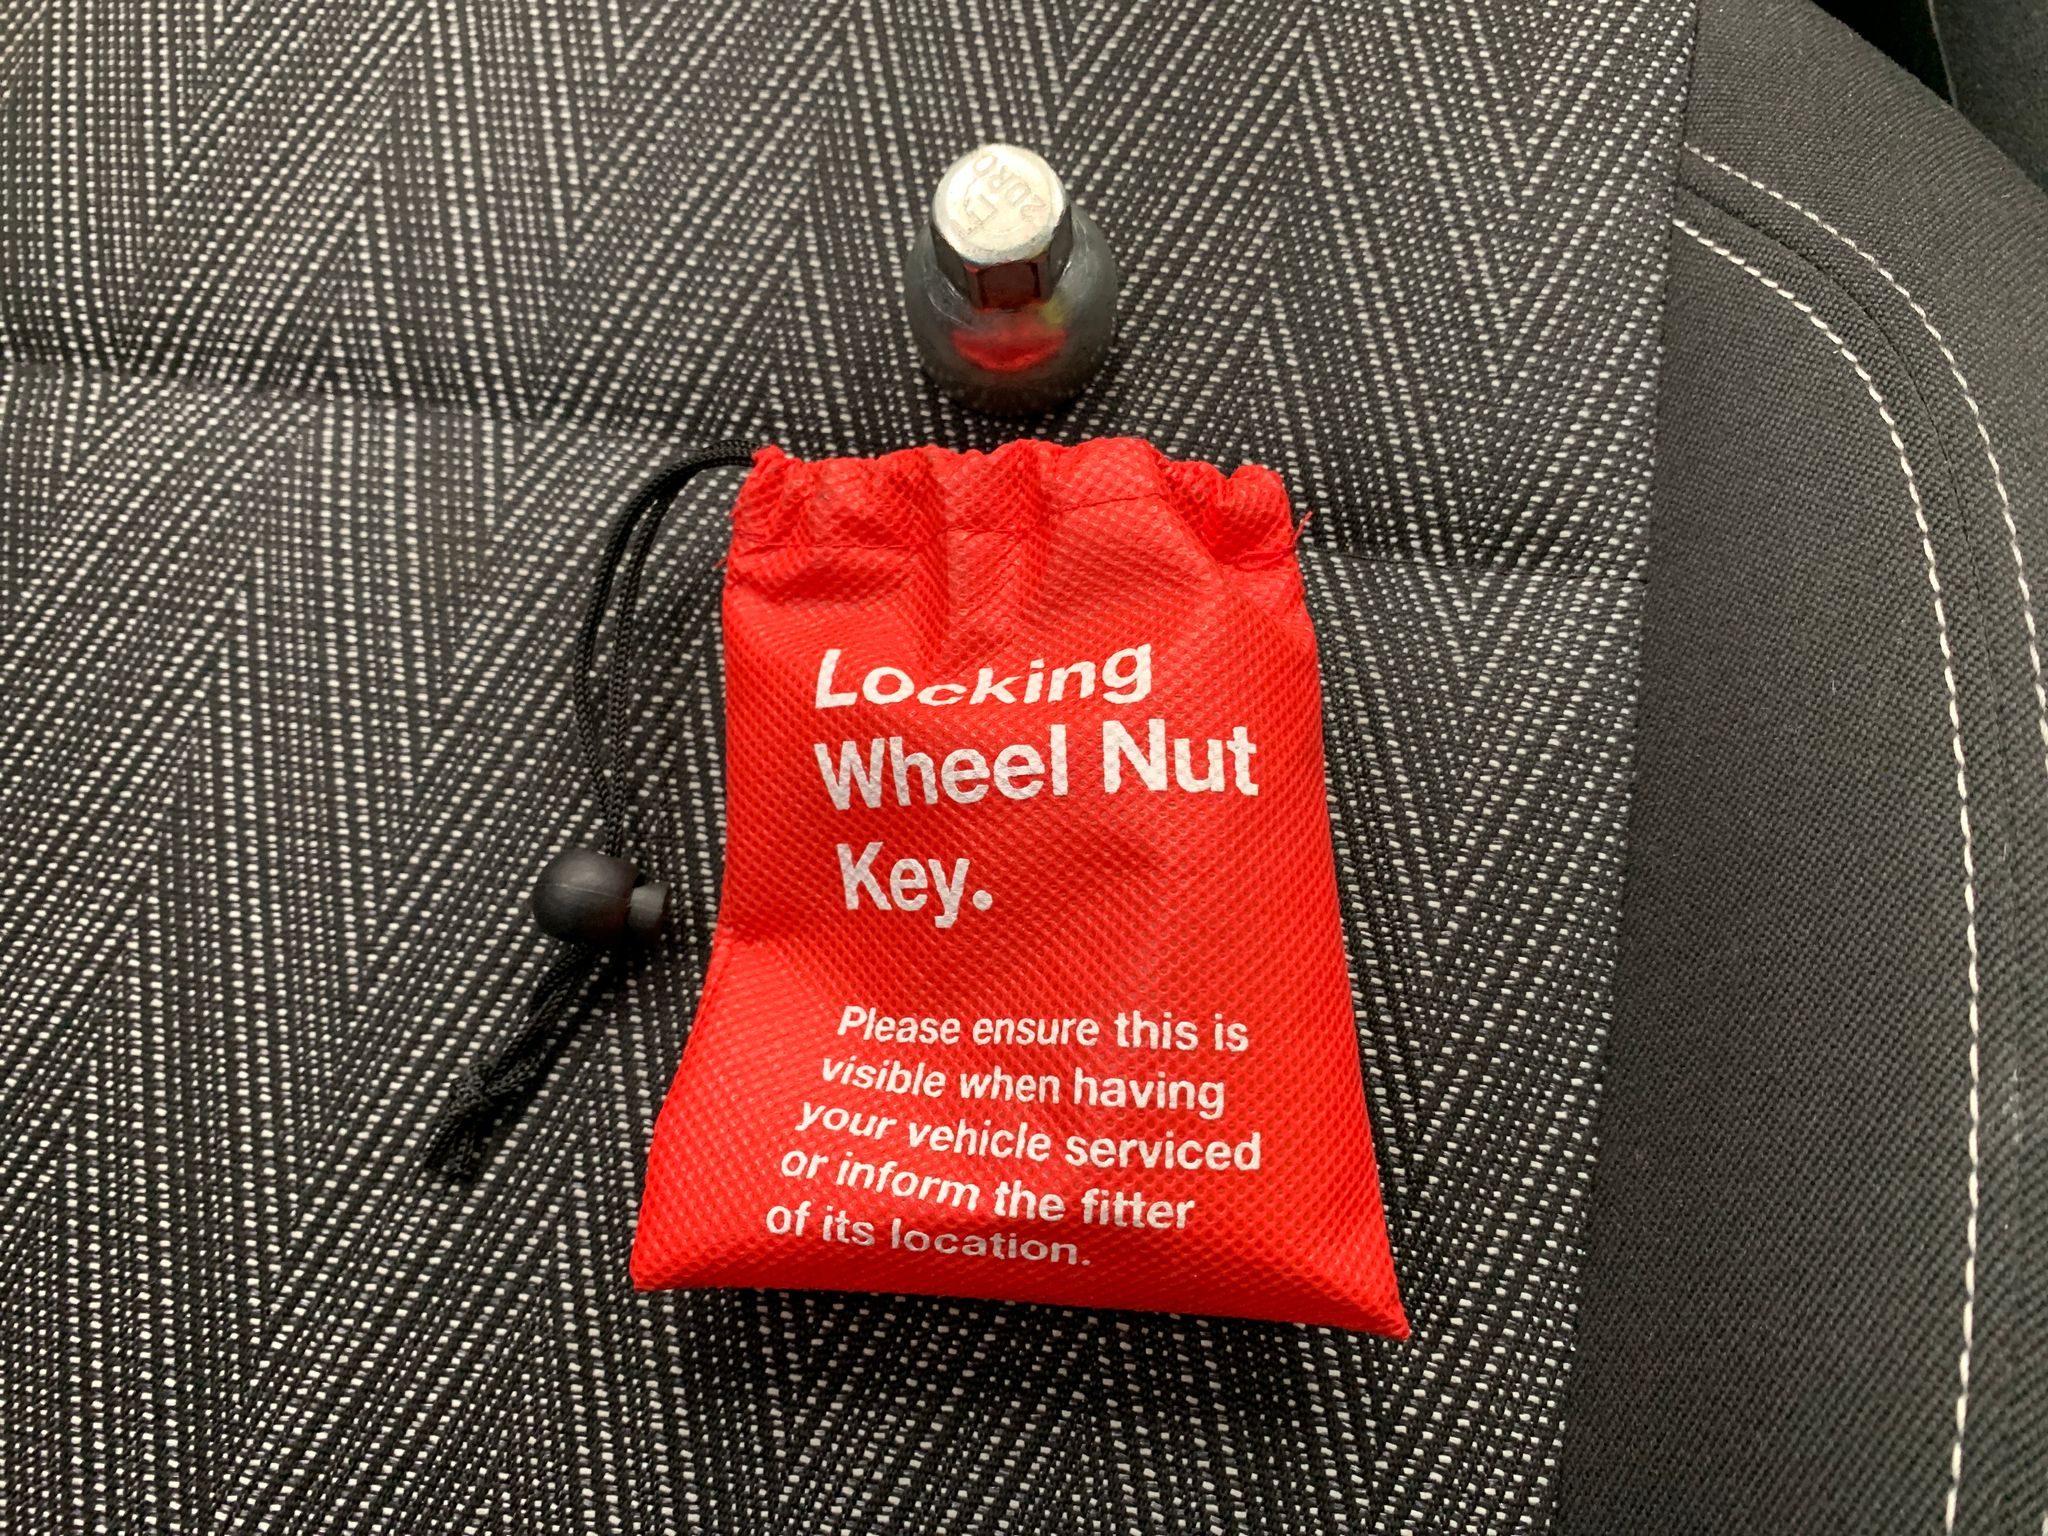 Locking
Wheel Nut
Key.
Please ensure this is
visible when having
your vehicle serviced
or inform the fitter
of its location.